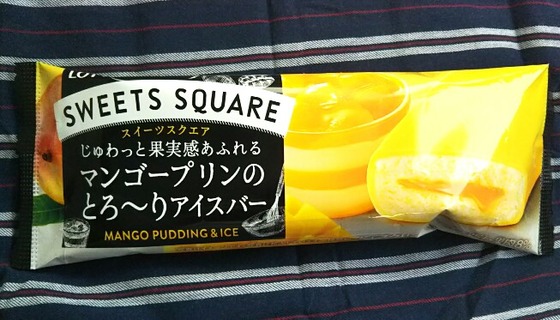 SWEETS SQUARE
スイーツスクエア
じゅわっと果実感あふれる
マンゴープリンの
とろ〜りアイスバー
MANGO PUDDING & ICE